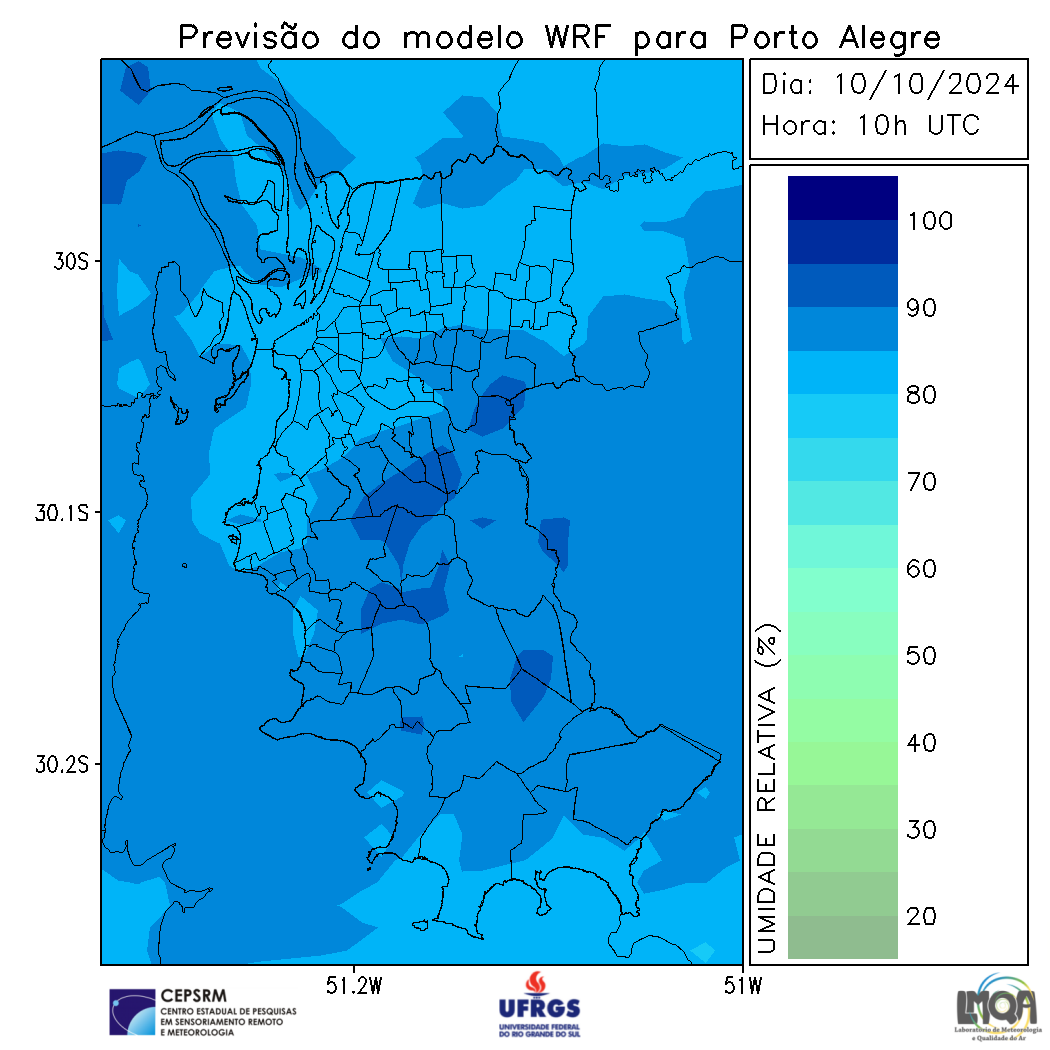 Previsão do modelo WRF para Porto Alegre
Dia: 10/10/2024
Hora: 10h UTC
30S
30.1S
30.2S
51.2W
51W
UMIDADE RELATIVA (%)
100
90
80
70
60
50
40
30
20
CEPSRM
CENTRO ESTADUAL DE PESQUISAS
EM SENSORIAMENTO REMOTO
E METEOROLOGIA
UFRGS
UNIVERSIDADE FEDERAL
DO RIO GRANDE DO SUL
LMQA
Laboratório de Meteorologia
e Qualidade do Ar